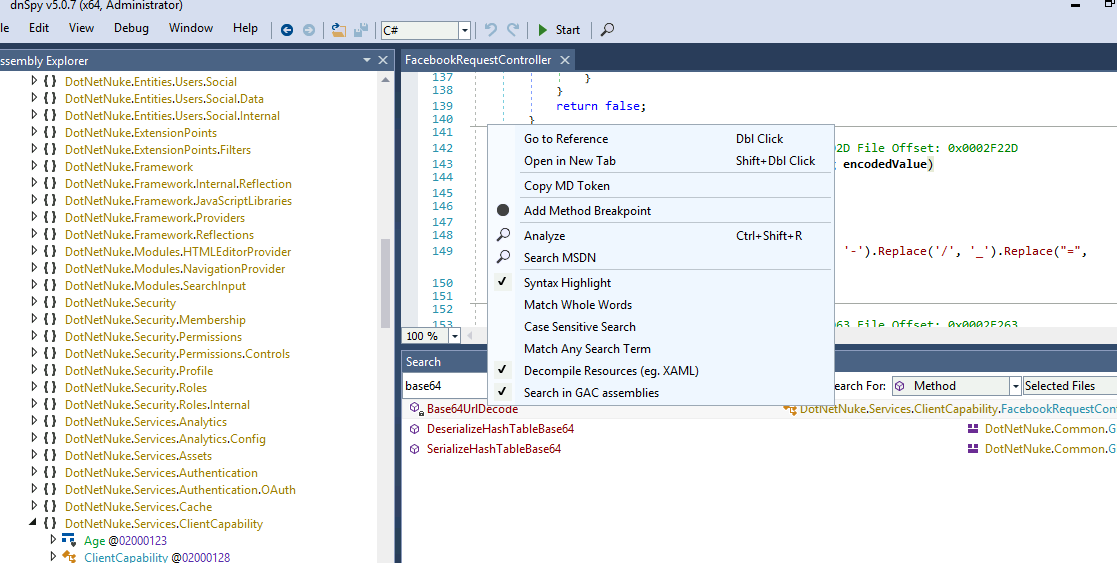 dnSpy v5.0.7 (x64, Administrator)
le Edit View Debug Window Help C# Start
ssembly Explorer
DotNetNuke.Entities.Users.Social
DotNetNuke.Entities.Users.Social.Data
DotNetNuke.Entities.Users.Social.Internal
DotNetNuke.ExtensionPoints
DotNetNuke.ExtensionPoints.Filters
DotNetNuke.Framework
DotNetNuke.Framework.Internal.Reflection
DotNetNuke.Framework.JavaScriptLibraries
DotNetNuke.Framework.Providers
DotNetNuke.Framework.Reflections
DotNetNuke.Modules.HTMLEditorProvider
DotNetNuke.Modules.NavigationProvider
DotNetNuke.Modules.SearchInput
DotNetNuke.Security
DotNetNuke.Security.Membership
DotNetNuke.Security.Permissions
DotNetNuke.Security.Permissions.Controls
DotNetNuke.Security.Profile
DotNetNuke.Security.Roles
DotNetNuke.Security.Roles.Internal
DotNetNuke.Services.Analytics
DotNetNuke.Services.Analytics.Config
DotNetNuke.Services.Assets
DotNetNuke.Services.Authentication
DotNetNuke.Services.Authentication.OAuth
DotNetNuke.Services.Cache
DotNetNuke.Services.ClientCapability
Age @02000123
ClientCapability @02000128
FacebookRequestController
137 }
138 }
139 return false;
140 }
141
142 2D File Offset: 0x0002F22D
143 encodedValue)
144
145
146
147
148
149 '-').Replace('/', '_').Replace("=",
150
151
152
153 63 File Offset: 0x0002F263
100 %
Go to Reference Dbl Click
Open in New Tab Shift+Dbl Click
Copy MD Token
Add Method Breakpoint
Analyze Ctrl+Shift+R
Search MSDN
Syntax Highlight
Match Whole Words
Case Sensitive Search
Match Any Search Term
Decompile Resources (eg. XAML)
Search in GAC assemblies
Search
base64 earch For: Method Selected Files
Base64UrlDecode DotNetNuke.Services.ClientCapability.FacebookRequestCont
DeserializeHashTableBase64 DotNetNuke.Common.G
SerializeHashTableBase64 DotNetNuke.Common.G